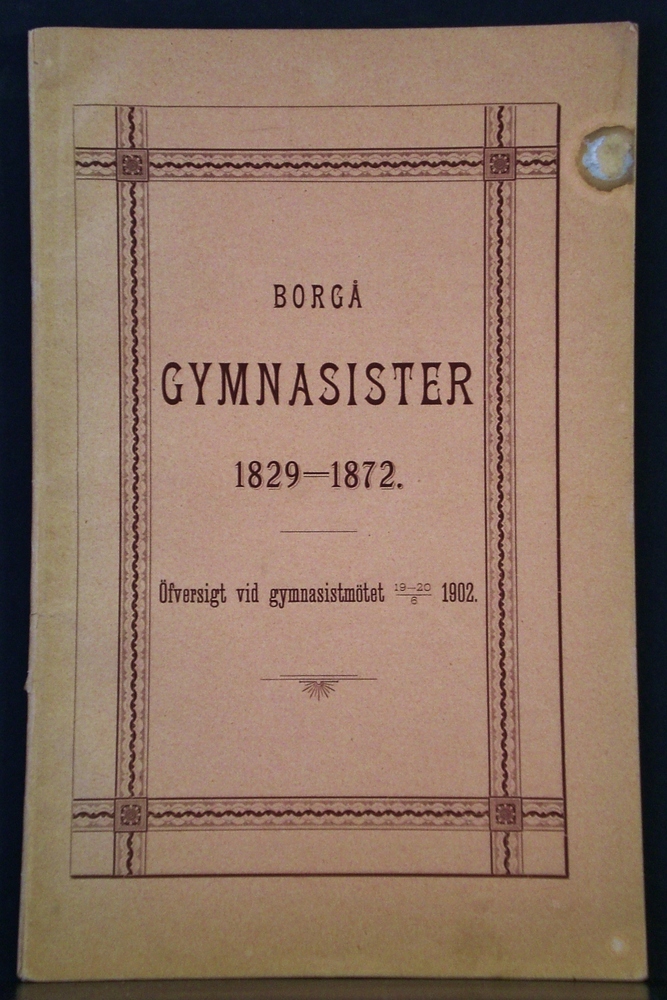 BORGÅ
GYMNASISTER
1829—1872.
Öfversigt vid gymnasistmötet 19—20/6 1902.